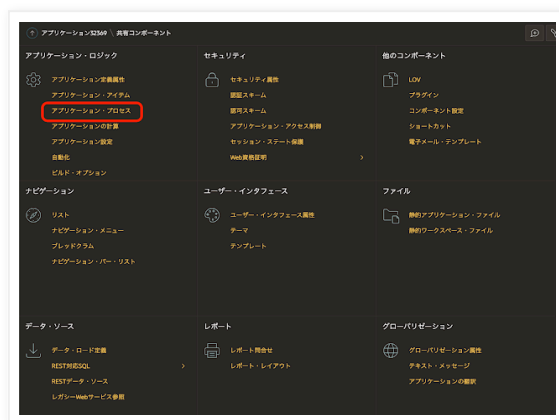 アプリケーション32369 \ 共有コンポーネント
アプリケーション・ロジック
アプリケーション定義属性
アプリケーション・アイテム
アプリケーション・プロセス
アプリケーションの計算
アプリケーション設定
自動化
ビルド・オプション
セキュリティ
セキュリティ属性
認証スキーム
認可スキーム
アプリケーション・アクセス制御
セッション・ステート保護
Web資格証明
他のコンポーネント
LOV
プラグイン
コンポーネント設定
ショートカット
電子メール・テンプレート
ナビゲーション
リスト
ナビゲーション・メニュー
ブレッドクラム
ナビゲーション・バー・リスト
ユーザー・インタフェース
ユーザー・インタフェース属性
テーマ
テンプレート
ファイル
静的アプリケーション・ファイル
静的ワークスペース・ファイル
データ・ソース
データ・ロード定義
REST対応SQL
RESTデータ・ソース
レガシーWebサービス参照
レポート
レポート問合せ
レポート・レイアウト
グローバリゼーション
グローバリゼーション属性
テキスト・メッセージ
アプリケーションの翻訳